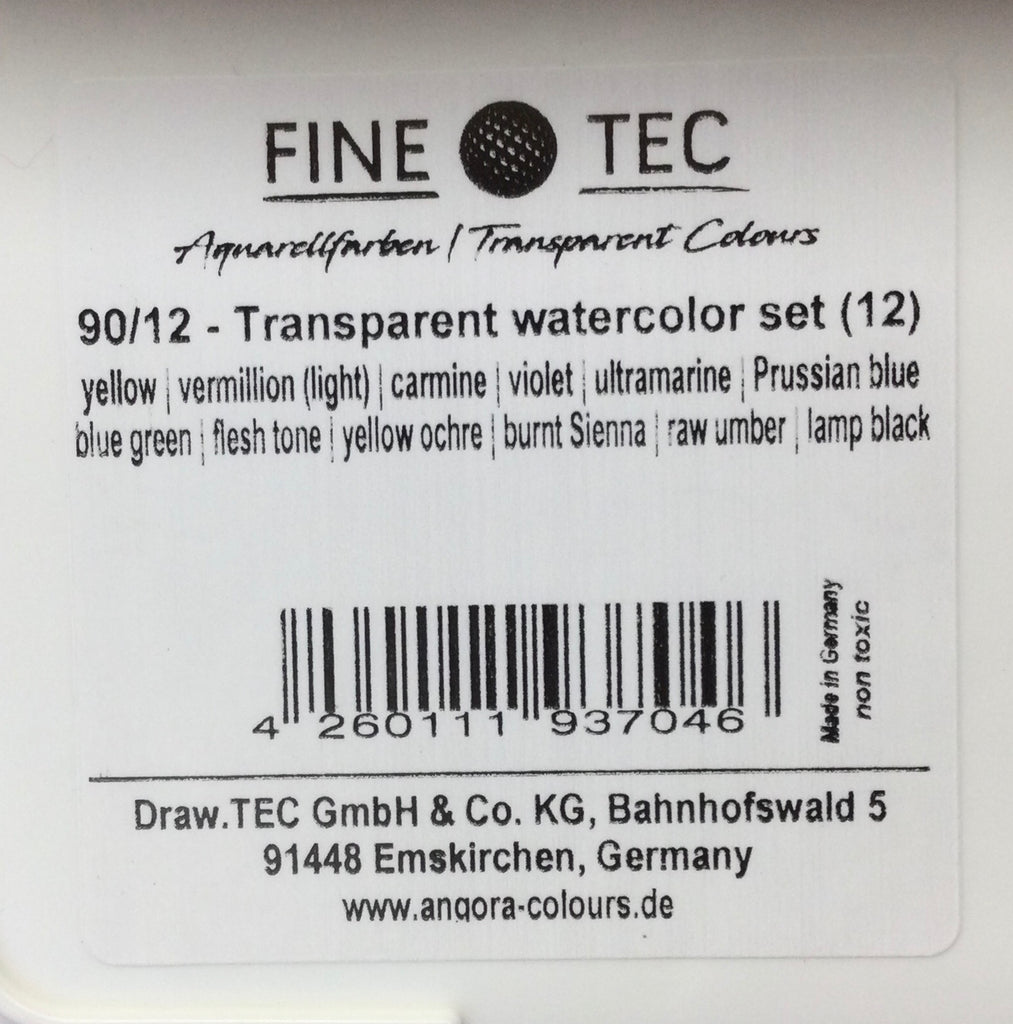 FINE TEC
Aquarellfarben / Transparent Colours
90/12 - Transparent watercolor set (12)
yellow | vermillion (light) | carmine | violet | ultramarine | Prussian blue
blue green | flesh tone | yellow ochre | burnt Sienna | raw umber | lamp black
4 260111 937046
Made in Germany
non toxic
Draw.TEC GmbH & Co. KG, Bahnhofswald 5
91448 Emskirchen, Germany
www.angora-colours.de